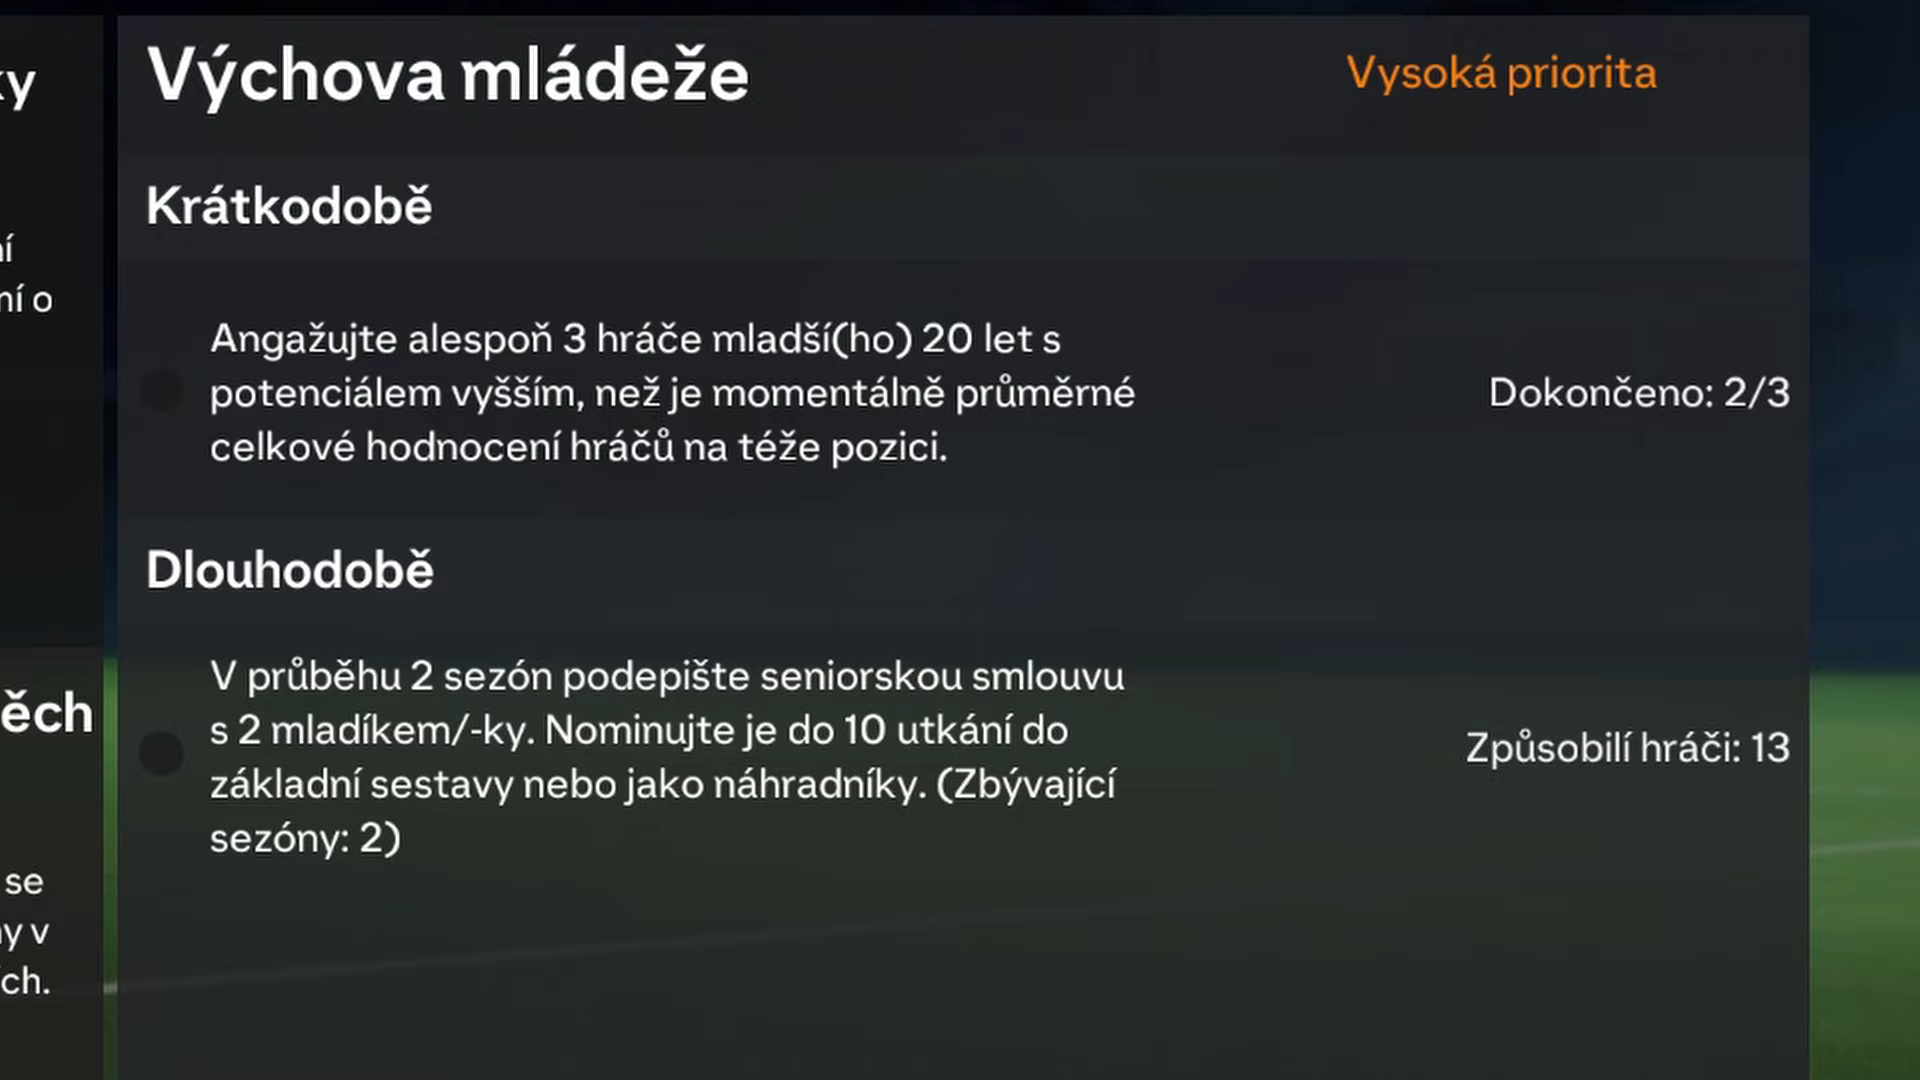 Výchova mládeže
Vysoká priorita
Krátkodobě
Angažujte alespoň 3 hráče mladší(ho) 20 let s
potenciálem vyšším, než je momentálně průměrné
celkové hodnocení hráčů na téže pozici.
Dokončeno: 2/3
Dlouhodobě
V průběhu 2 sezón podepište seniorskou smlouvu
s 2 mladíkem/-ky. Nominujte je do 10 utkání do
základní sestavy nebo jako náhradníky. (Zbývající
sezóny: 2)
Způsobilí hráči: 13
o
se
v